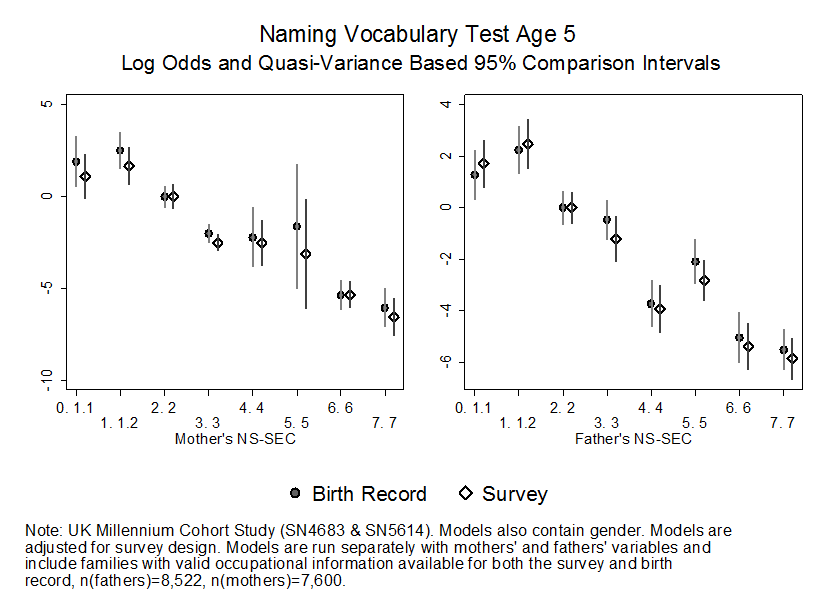 Naming Vocabulary Test Age 5
Log Odds and Quasi-Variance Based 95% Comparison Intervals
5
0
-5
-10
0. 1.1
1. 1.2
2. 2
3. 3
4. 4
5. 5
6. 6
7. 7
Mother's NS-SEC
4
2
0
-2
-4
-6
0. 1.1
1. 1.2
2. 2
3. 3
4. 4
5. 5
6. 6
7. 7
Father's NS-SEC
Birth Record
Survey
Note: UK Millennium Cohort Study (SN4683 & SN5614). Models also contain gender. Models are
adjusted for survey design. Models are run separately with mothers' and fathers' variables and
include families with valid occupational information available for both the survey and birth
record, n(fathers)=8,522, n(mothers)=7,600.